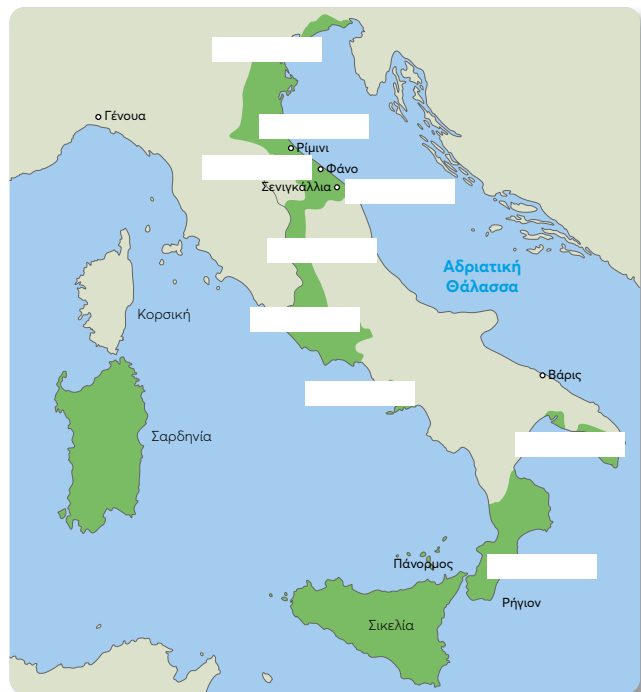 Γένουα
Ρίμινι
Φάνο
Σενιγκάλλια
Αδριατική
Θάλασσα
Κορσική
Βάρις
Σαρδηνία
Πάνορμος
Ρήγιον
Σικελία